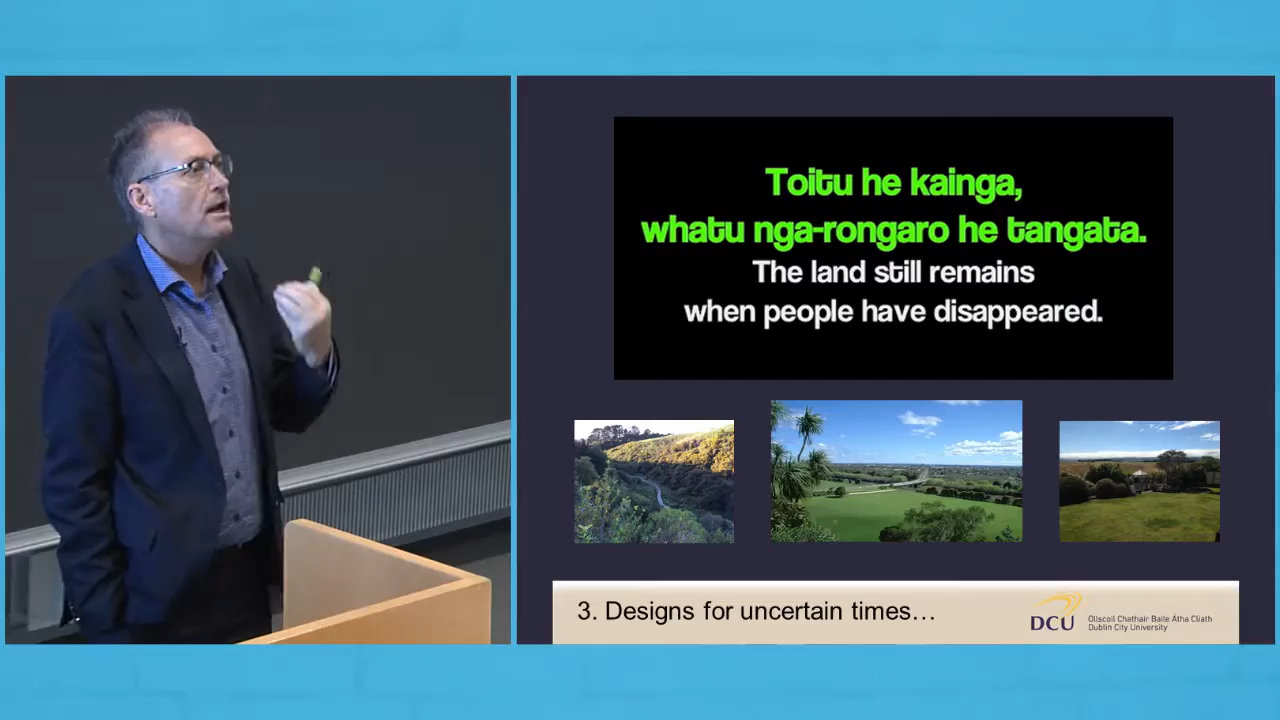 Toitu he kainga,
whatu nga-rongaro he tangata.
The land still remains
when people have disappeared.
3. Designs for uncertain times…
DCU
Ollscoil Chathair Baile Átha Cliath
Dublin City University